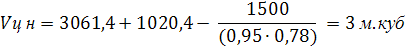 Vц н = 3061,4 + 1020,4 − 1500 / (0,95 · 0,78) = 3 м.куб